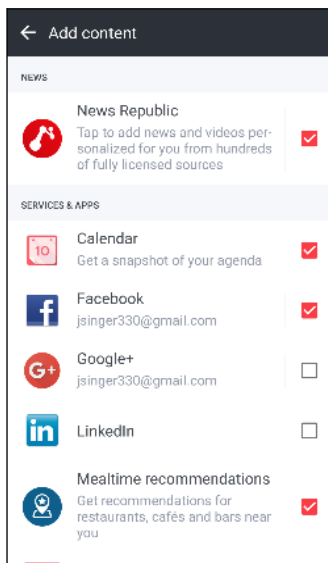 Add content
NEWS
News Republic
Tap to add news and videos per-
sonalized for you from hundreds
of fully licensed sources
SERVICES & APPS
10
Calendar
Get a snapshot of your agenda
f
Facebook
jsinger330@gmail.com
G+
Google+
jsinger330@gmail.com
in
LinkedIn
Mealtime recommendations
Get recommendations for
restaurants, cafés and bars near
you